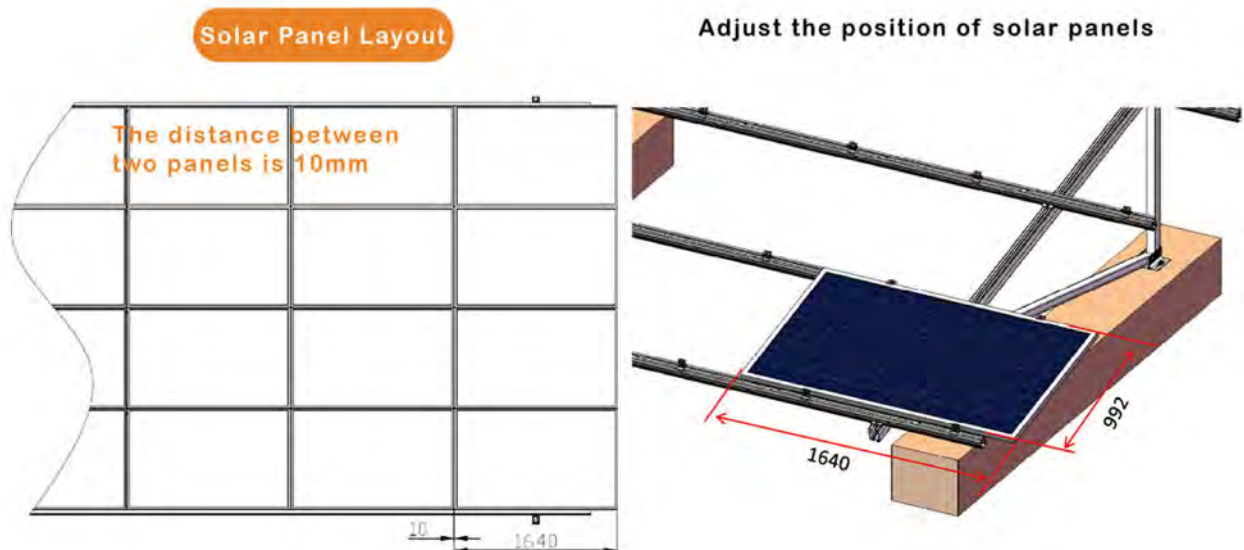 Solar Panel Layout
Adjust the position of solar panels
The distance between
two panels is 10mm
10
1640
1640
992